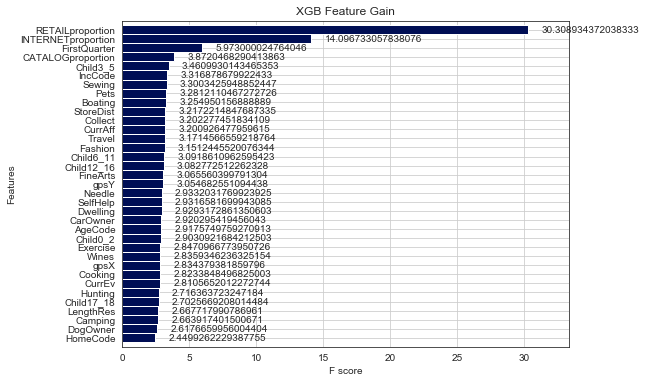 XGB Feature Gain
RETAILproportion 30.308934372038333
INTERNETproportion 14.096733057838076
FirstQuarter 5.973000024764046
CATALOGproportion 3.8720468290413863
Child3_5 3.4609930143465353
IncCode 3.316878679922433
Sewing 3.3003425948852447
Pets 3.2812110467272726
Boating 3.254950156888889
StoreDist 3.2172214847687335
Collect 3.202277451834109
CurrAff 3.200926477959615
Travel 3.1714566559218764
Fashion 3.1512445520076344
Child6_11 3.0918610962595423
Child12_16 3.082772512262328
FineArts 3.065560399791304
gpsY 3.054682551094438
Needle 2.9332031769923925
SelfHelp 2.9316581699943085
Dwelling 2.9293172861350603
CarOwner 2.920295419456043
AgeCode 2.9175749759270913
Child0_2 2.9030921684212503
Exercise 2.8470966773950726
Wines 2.8359346236325154
gpsX 2.834379381859796
Cooking 2.8233848496825003
CurrEv 2.8105652012272744
Hunting 2.716363723247184
Child17_18 2.7025669208014484
LengthRes 2.667717990786961
Camping 2.663917401500671
DogOwner 2.6176659956004404
HomeCode 2.4499262229387755
Features
0 5 10 15 20 25 30
F score